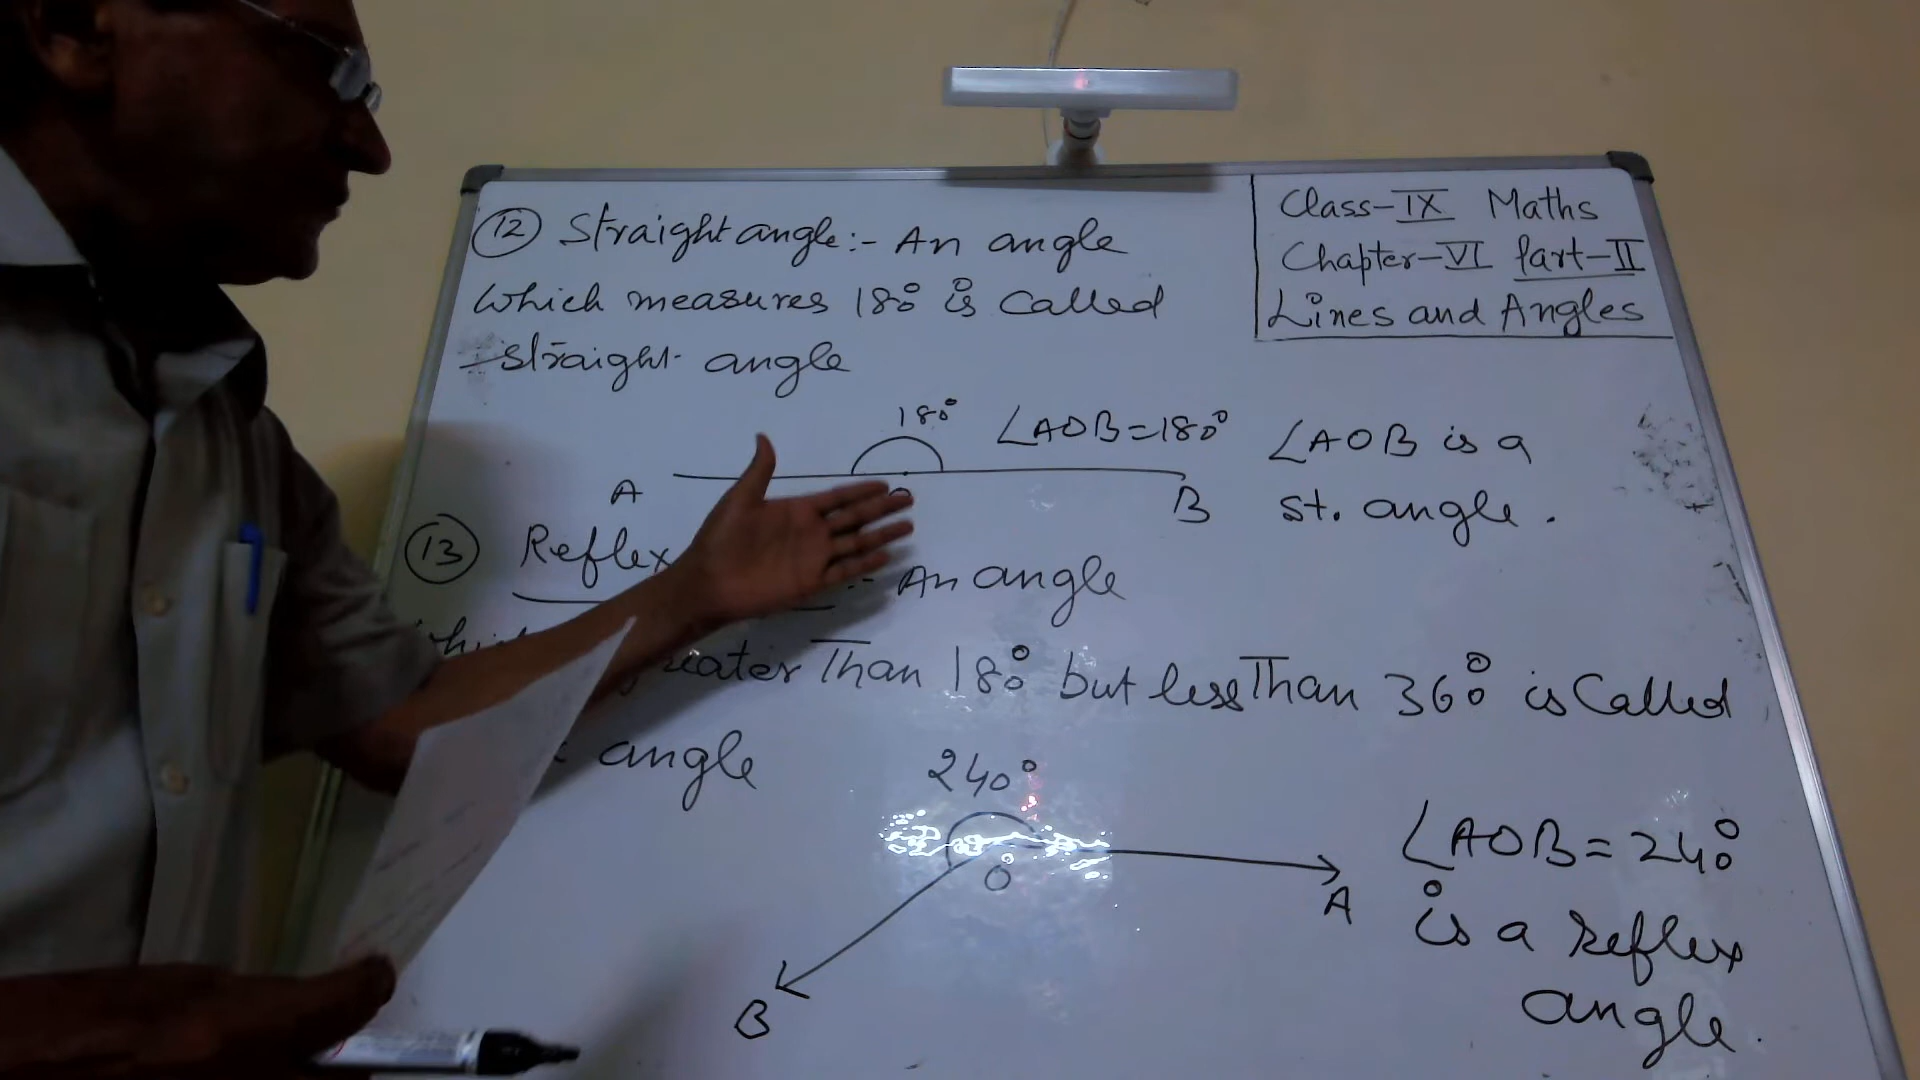 Class-IX Maths
Chapter-VI Part-II
Lines and Angles
12 Straight angle:- An angle
which measures 180° is called
straight angle
180° ∠AOB=180° ∠AOB is a
A B st. angle.
13 Reflex :- An angle
greater Than 180° but less Than 360° is Called
angle
240°
O
A
B
∠AOB=240°
is a reflex
angle.